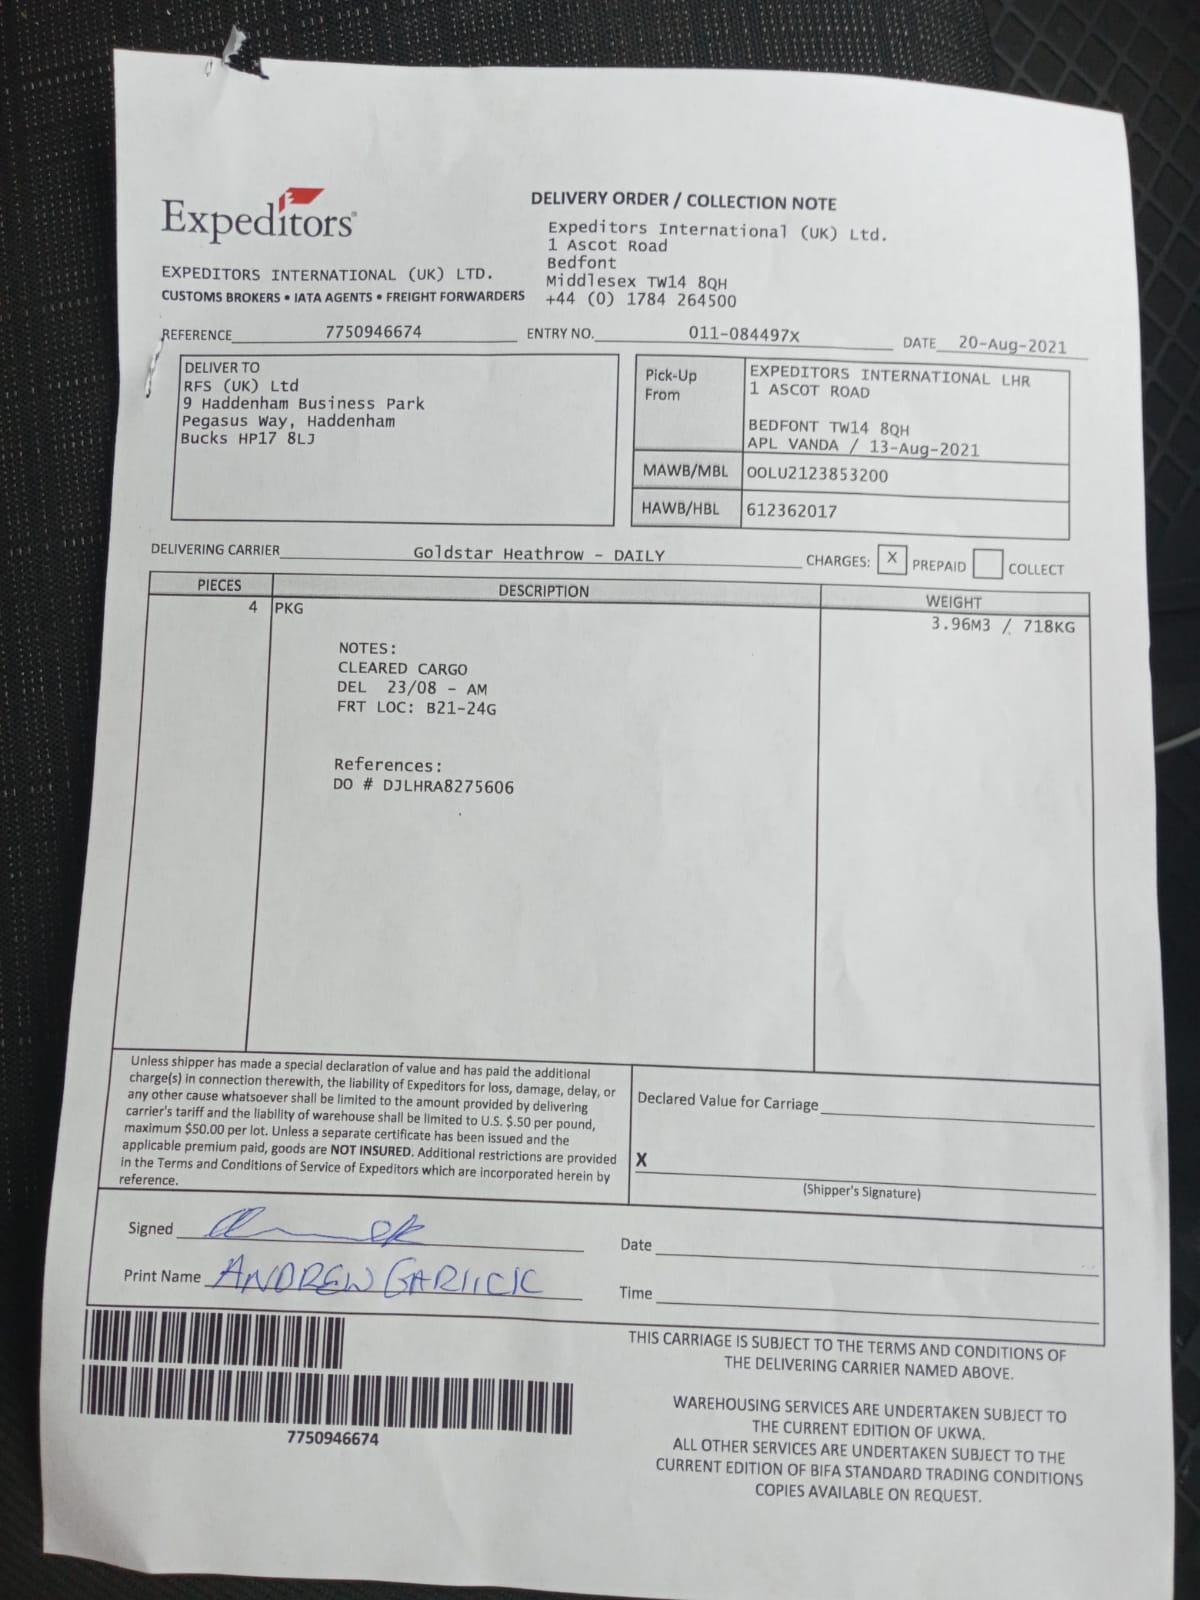 Expeditors
EXPEDITORS INTERNATIONAL (UK) LTD.
CUSTOMS BROKERS • IATA AGENTS • FREIGHT FORWARDERS
DELIVERY ORDER / COLLECTION NOTE
Expeditors International (UK) Ltd.
1 Ascot Road
Bedfont
Middlesex TW14 8QH
+44 (0) 1784 264500
REFERENCE 7750946674 ENTRY NO. 011-084497X DATE 20-Aug-2021
DELIVER TO
RFS (UK) Ltd
9 Haddenham Business Park
Pegasus Way, Haddenham
Bucks HP17 8LJ
Pick-Up From
EXPEDITORS INTERNATIONAL LHR
1 ASCOT ROAD
BEDFONT TW14 8QH
APL VANDA / 13-Aug-2021
MAWB/MBL OOLU2123853200
HAWB/HBL 612362017
DELIVERING CARRIER Goldstar Heathrow - DAILY CHARGES: X PREPAID COLLECT
PIECES DESCRIPTION WEIGHT
4 PKG 3.96M3 / 718KG
NOTES:
CLEARED CARGO
DEL 23/08 - AM
FRT LOC: B21-24G
References:
DO # DJLHRA8275606
Unless shipper has made a special declaration of value and has paid the additional
charge(s) in connection therewith, the liability of Expeditors for loss, damage, delay, or
any other cause whatsoever shall be limited to the amount provided by delivering
carrier's tariff and the liability of warehouse shall be limited to U.S. $.50 per pound,
maximum $50.00 per lot. Unless a separate certificate has been issued and the
applicable premium paid, goods are NOT INSURED. Additional restrictions are provided
in the Terms and Conditions of Service of Expeditors which are incorporated herein by
reference.
Declared Value for Carriage
X
(Shipper's Signature)
Signed
Print Name ANDREW GARLICK
Date
Time
7750946674
THIS CARRIAGE IS SUBJECT TO THE TERMS AND CONDITIONS OF
THE DELIVERING CARRIER NAMED ABOVE.
WAREHOUSING SERVICES ARE UNDERTAKEN SUBJECT TO
THE CURRENT EDITION OF UKWA.
ALL OTHER SERVICES ARE UNDERTAKEN SUBJECT TO THE
CURRENT EDITION OF BIFA STANDARD TRADING CONDITIONS
COPIES AVAILABLE ON REQUEST.